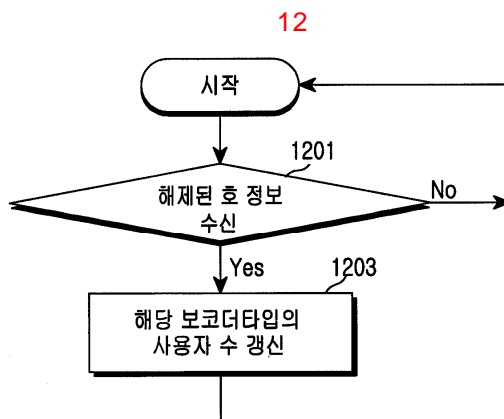 12
시작
1201
해제된 호 정보
수신
No
Yes
1203
해당 보코더타입의
사용자 수 갱신